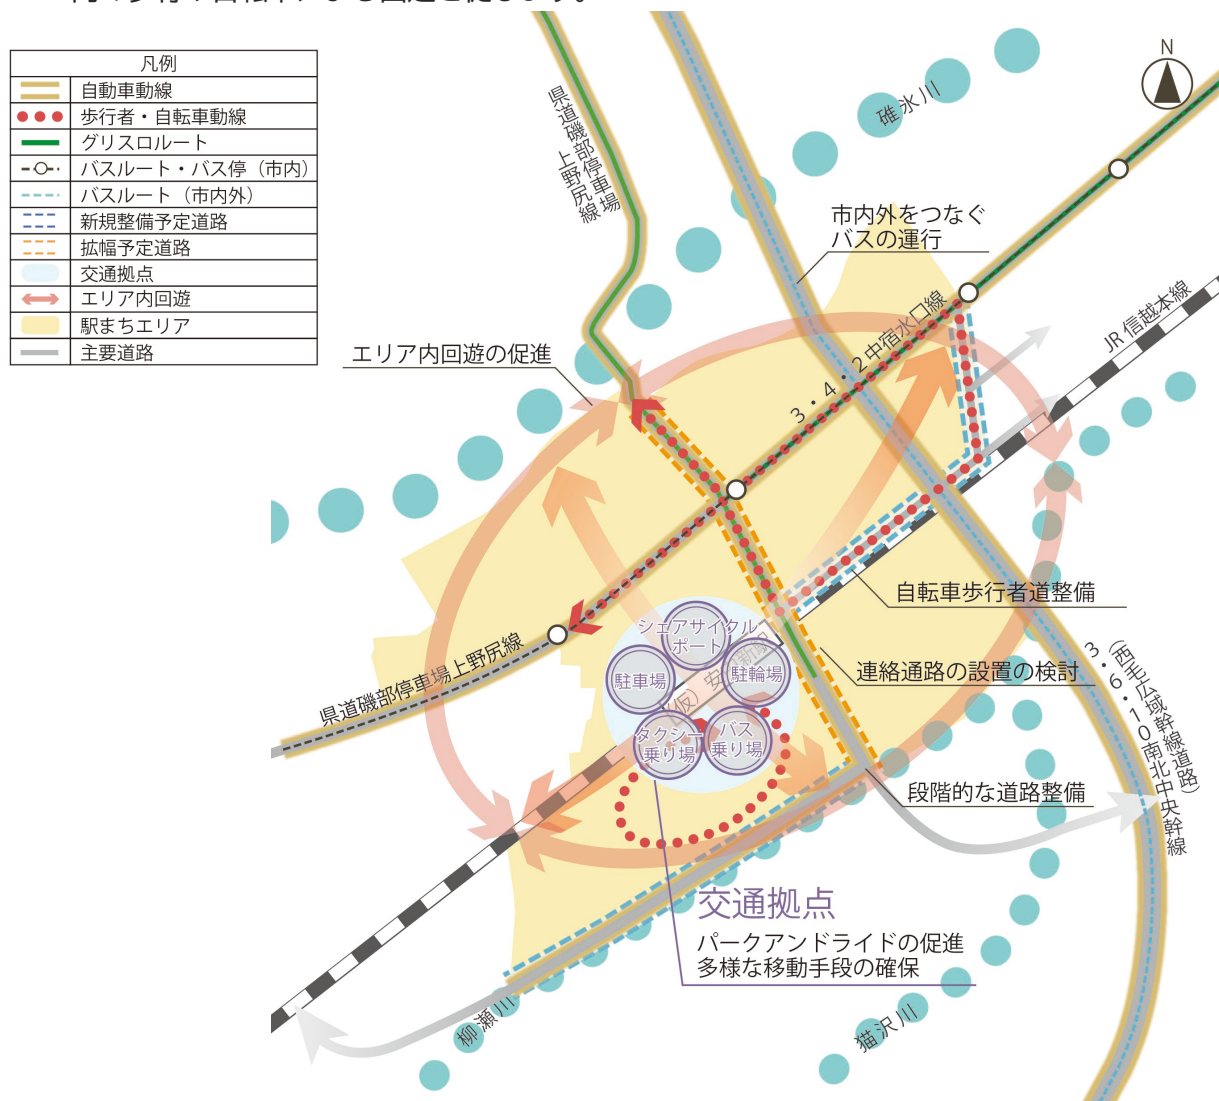 凡例
自動車動線
歩行者・自転車動線
グリスロルート
バスルート・バス停（市内）
バスルート（市内外）
新規整備予定道路
拡幅予定道路
交通拠点
エリア内回遊
駅まちエリア
主要道路
N
碓氷川
県道磯部停車場
上野尻線
市内外をつなぐ
バスの運行
JR信越本線
3・4・2中宿水口線
エリア内回遊の促進
自転車歩行者道整備
シェアサイクル
ポート
駐車場
駐輪場
（仮）安
新駅
タクシー
乗り場
バス
乗り場
連絡通路の設置の検討
県道磯部停車場上野尻線
3・6・10南北中央幹線
（西毛広域幹線道路）
段階的な道路整備
交通拠点
パークアンドライドの促進
多様な移動手段の確保
柳瀬川
猫沢川